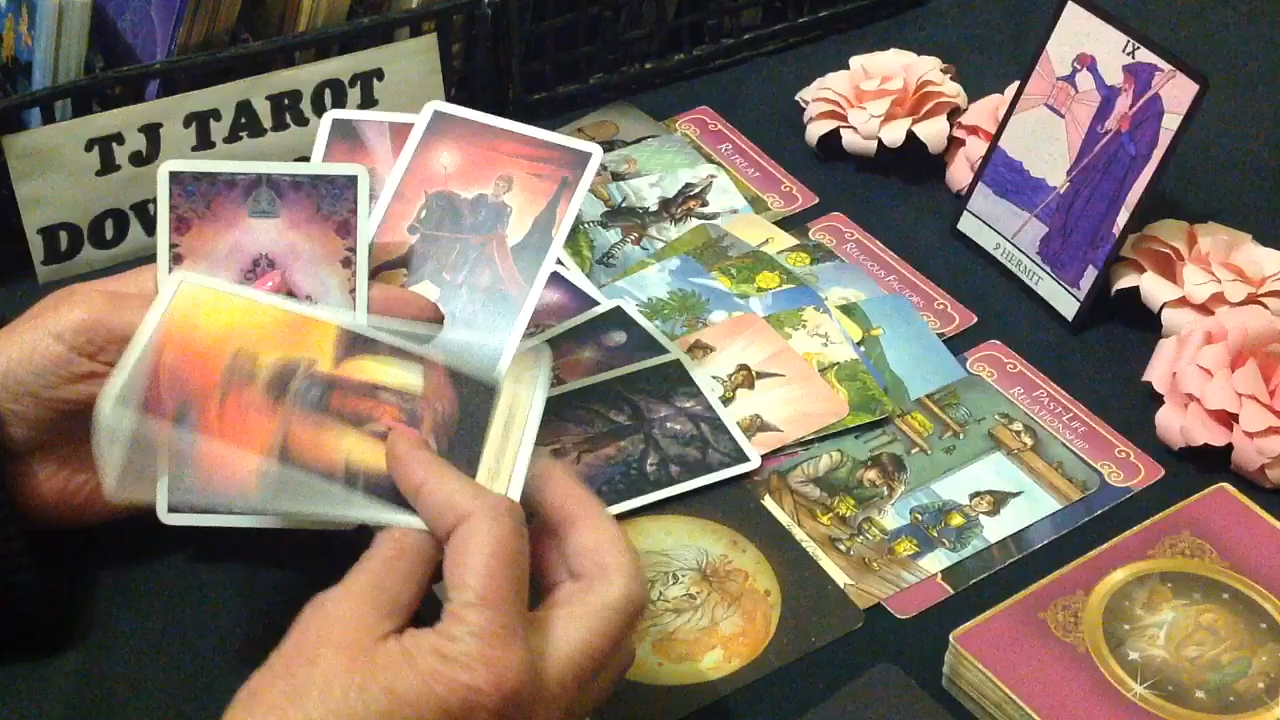 TJ TAROT
DOW
RETREAT
RELIGIOUS FACTORS
PAST-LIFE
RELATIONSHIP
IX
9 HERMIT